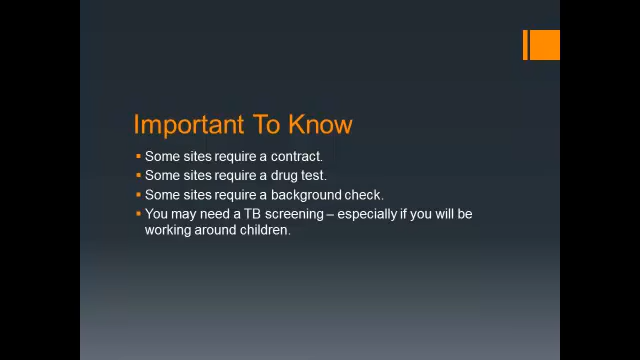 Important To Know
▪ Some sites require a contract.
▪ Some sites require a drug test.
▪ Some sites require a background check.
▪ You may need a TB screening – especially if you will be
working around children.